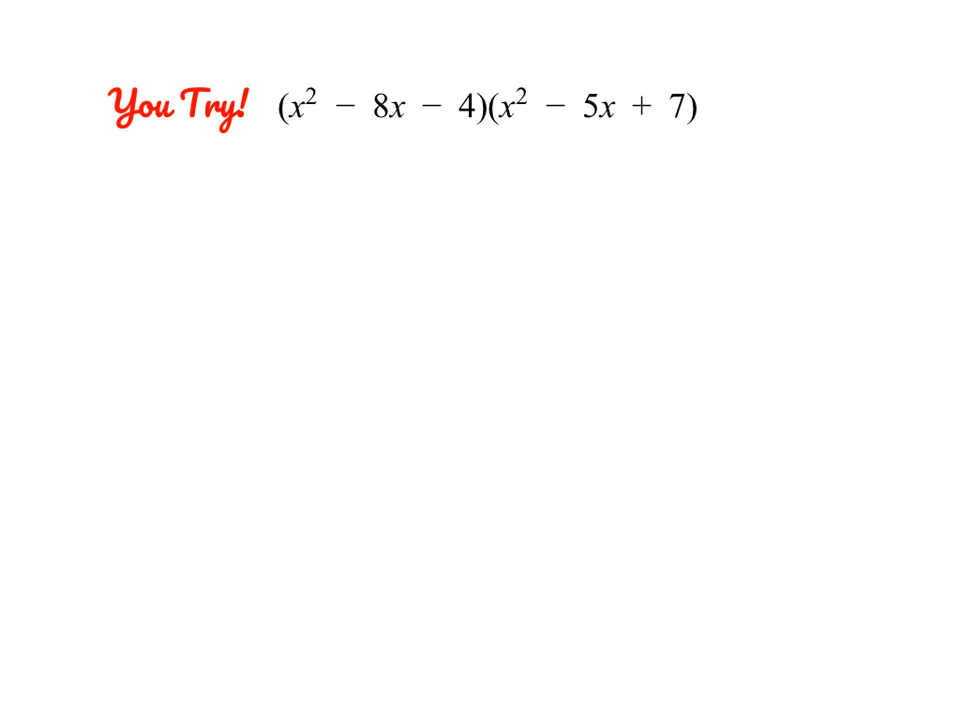 You Try! (x² − 8x − 4)(x² − 5x + 7)